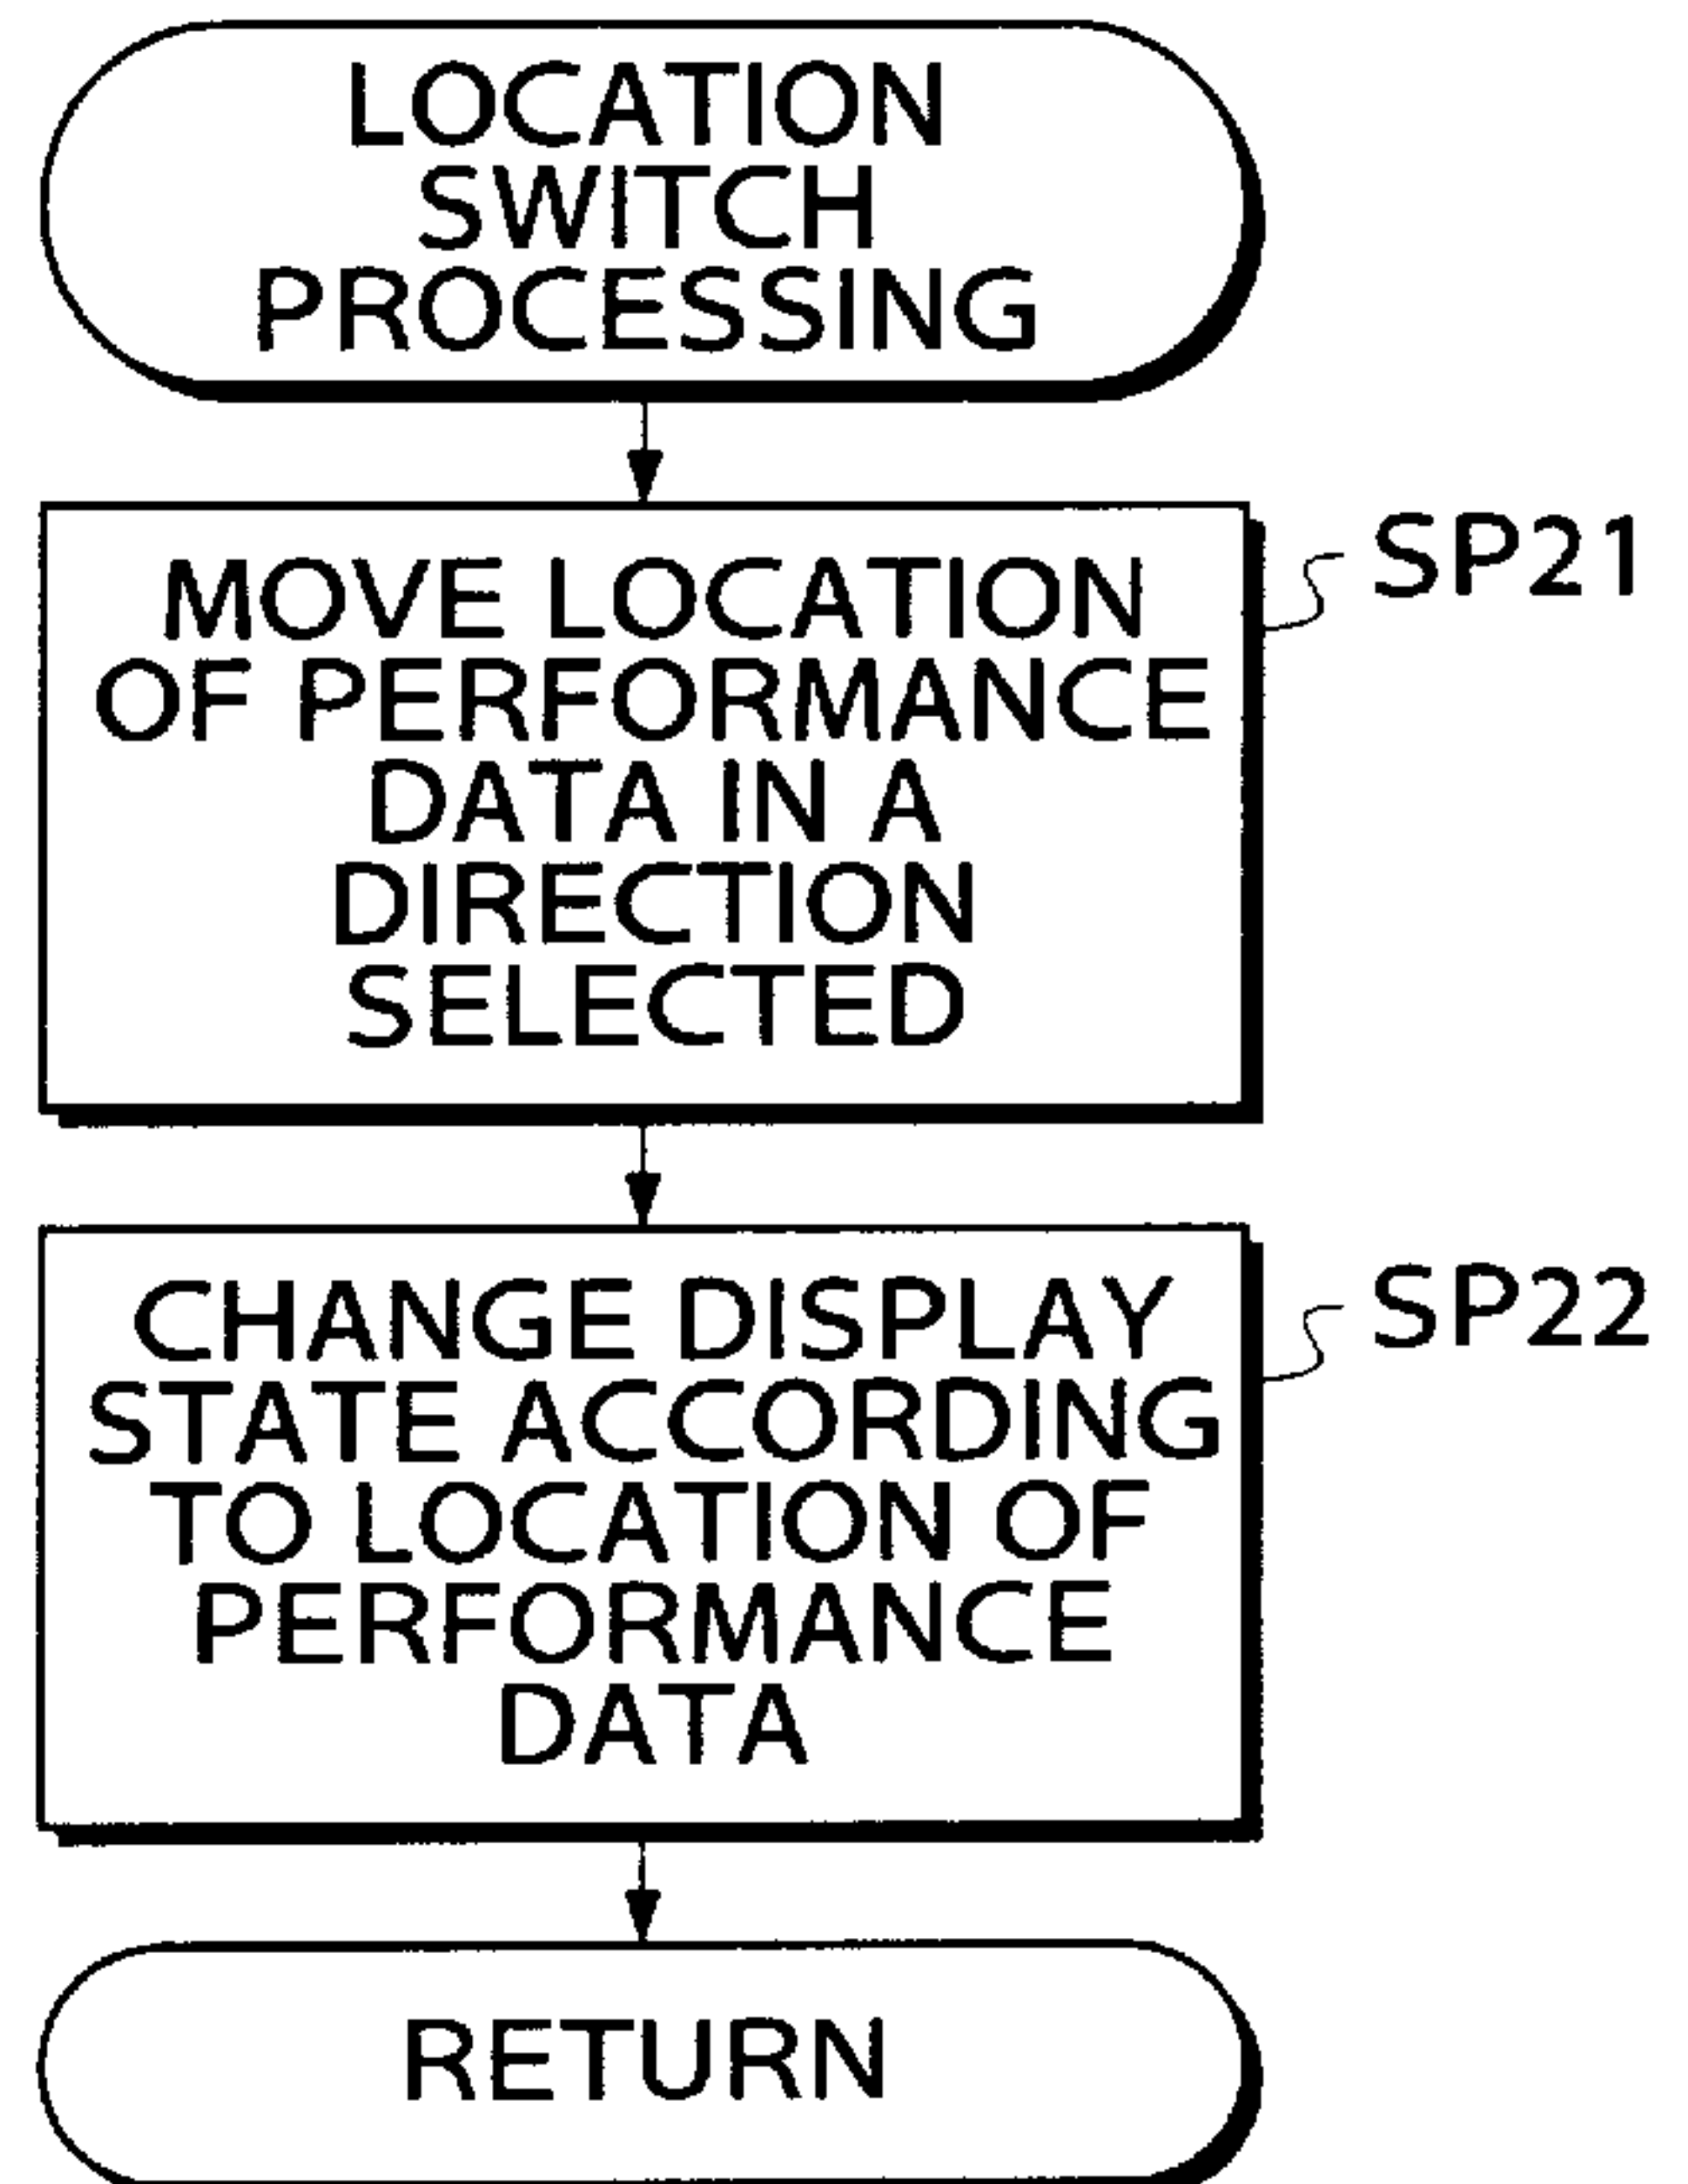 LOCATION
SWITCH
PROCESSING
SP21
MOVE LOCATION
OF PERFORMANCE
DATA IN A
DIRECTION
SELECTED
SP22
CHANGE DISPLAY
STATE ACCORDING
TO LOCATION OF
PERFORMANCE
DATA
RETURN